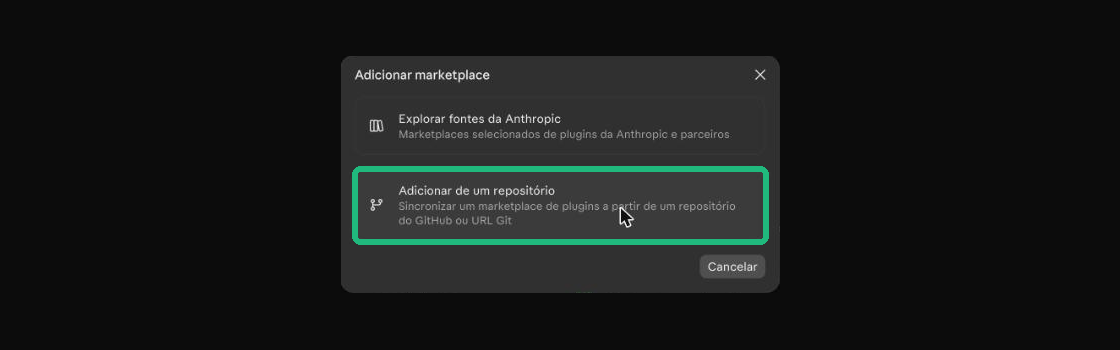 Adicionar marketplace
Explorar fontes da Anthropic
Marketplaces selecionados de plugins da Anthropic e parceiros
Adicionar de um repositório
Sincronizar um marketplace de plugins a partir de um repositório
do GitHub ou URL Git
Cancelar